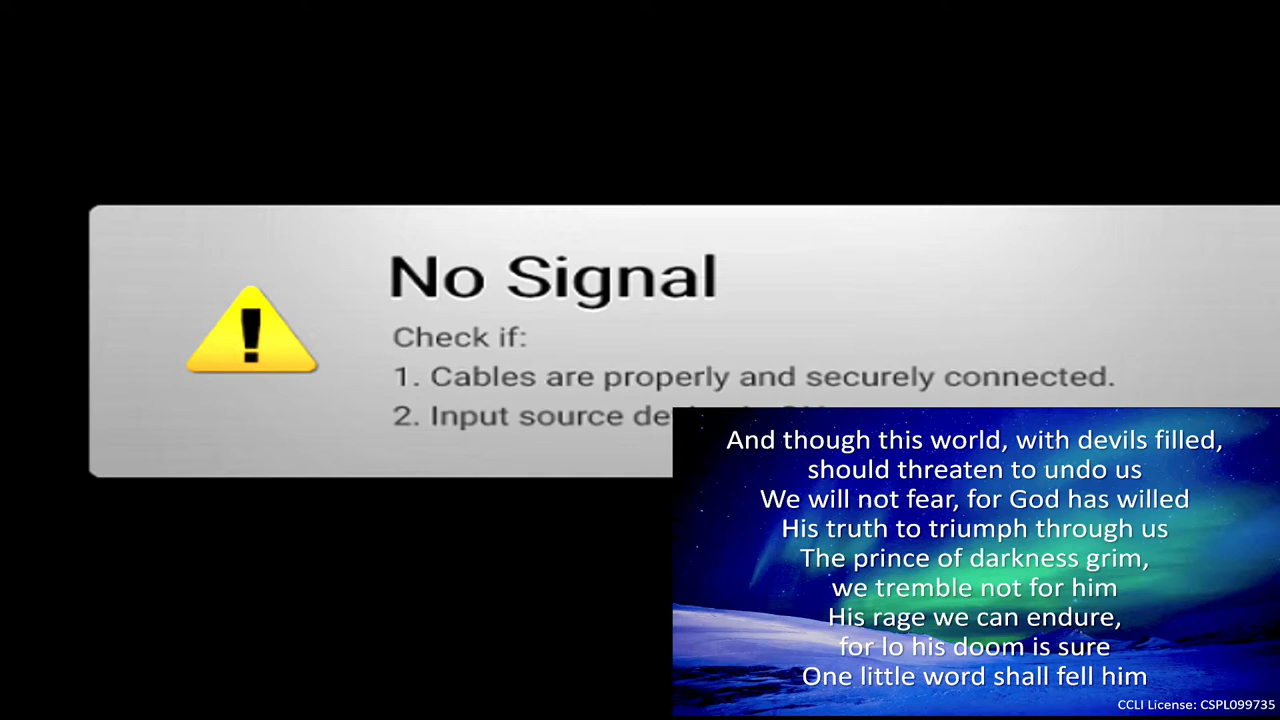 No Signal
Check if:
1. Cables are properly and securely connected.
2. Input source
And though this world, with devils filled,
should threaten to undo us
We will not fear, for God has willed
His truth to triumph through us
The prince of darkness grim,
we tremble not for him
His rage we can endure,
for lo his doom is sure
One little word shall fell him
CCLI License: CSPL099735